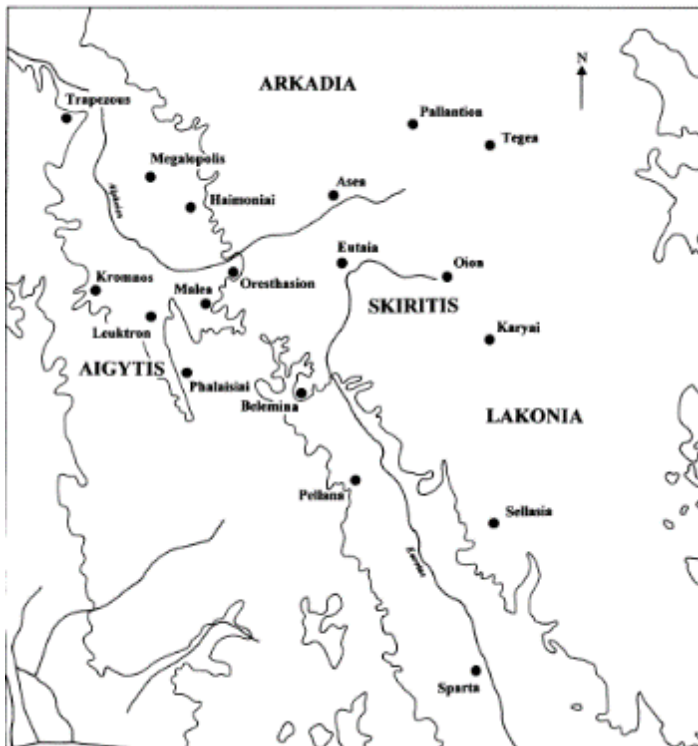 N
ARKADIA
Trapezous
Pallantion
Tegea
Megalopolis
Alpheios
Haimoniai
Asea
Eutaia
Oion
Kromnos
Oresthasion
Malea
SKIRITIS
Leuktron
Karyai
AIGYTIS
Phalaisiai
Belemina
LAKONIA
Pellana
Sellasia
Eurotas
Sparta